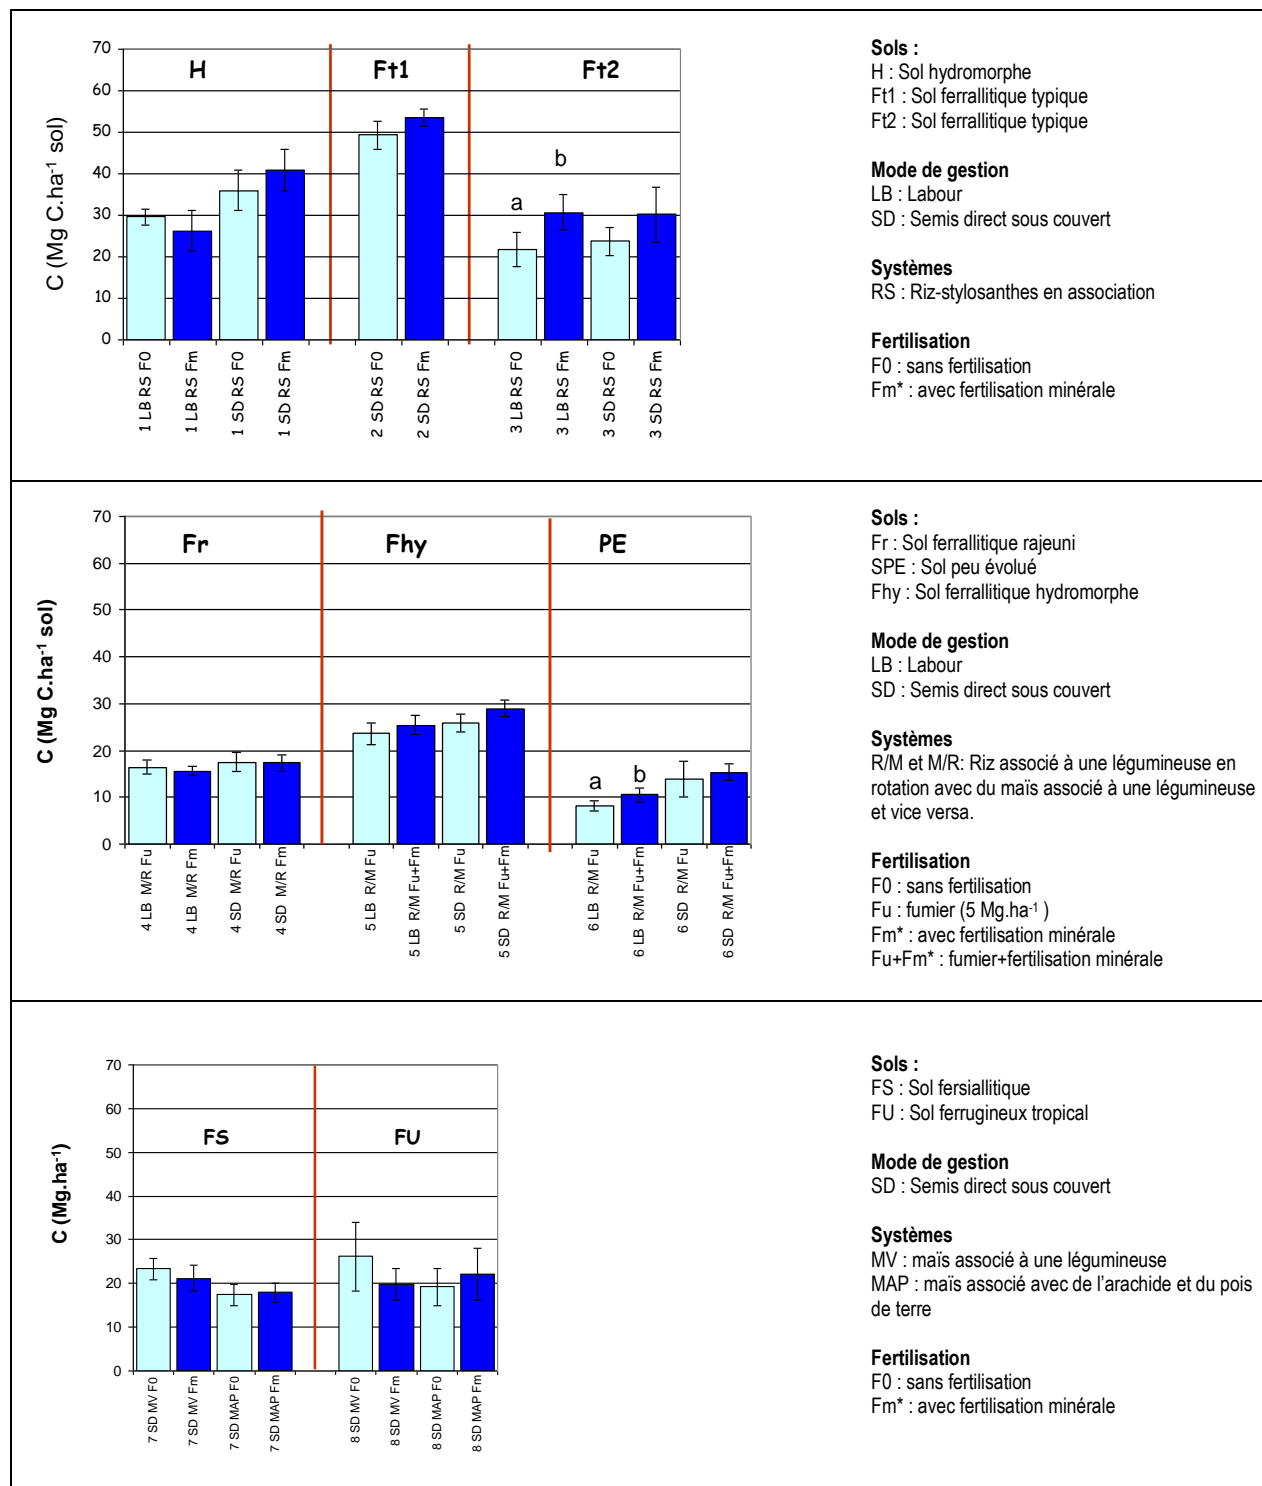 70
60
50
40
30
20
10
0
C (Mg C.ha-1 sol)
H
Ft1
Ft2
a
b
1 LB RS F0
1 LB RS Fm
1 SD RS F0
1 SD RS Fm
2 SD RS F0
2 SD RS Fm
3 LB RS F0
3 LB RS Fm
3 SD RS F0
3 SD RS Fm
Sols :
H : Sol hydromorphe
Ft1 : Sol ferrallitique typique
Ft2 : Sol ferrallitique typique
Mode de gestion
LB : Labour
SD : Semis direct sous couvert
Systèmes
RS : Riz-stylosanthes en association
Fertilisation
F0 : sans fertilisation
Fm* : avec fertilisation minérale
70
60
50
40
30
20
10
0
C (Mg C.ha-1 sol)
Fr
Fhy
PE
a
b
4 LB M/R Fu
4 LB M/R Fm
4 SD M/R Fu
4 SD M/R Fm
5 LB R/M Fu
5 LB R/M Fu+Fm
5 SD R/M Fu
5 SD R/M Fu+Fm
6 LB R/M Fu
6 LB R/M Fu+Fm
6 SD R/M Fu
6 SD R/M Fu+Fm
Sols :
Fr : Sol ferrallitique rajeuni
SPE : Sol peu évolué
Fhy : Sol ferrallitique hydromorphe
Mode de gestion
LB : Labour
SD : Semis direct sous couvert
Systèmes
R/M et M/R: Riz associé à une légumineuse en
rotation avec du maïs associé à une légumineuse
et vice versa.
Fertilisation
F0 : sans fertilisation
Fu : fumier (5 Mg.ha-1 )
Fm* : avec fertilisation minérale
Fu+Fm* : fumier+fertilisation minérale
70
60
50
40
30
20
10
0
C (Mg.ha-1)
FS
FU
7 SD MV F0
7 SD MV Fm
7 SD MAP F0
7 SD MAP Fm
8 SD MV F0
8 SD MV Fm
8 SD MAP F0
8 SD MAP Fm
Sols :
FS : Sol fersiallitique
FU : Sol ferrugineux tropical
Mode de gestion
SD : Semis direct sous couvert
Systèmes
MV : maïs associé à une légumineuse
MAP : maïs associé avec de l'arachide et du pois
de terre
Fertilisation
F0 : sans fertilisation
Fm* : avec fertilisation minérale